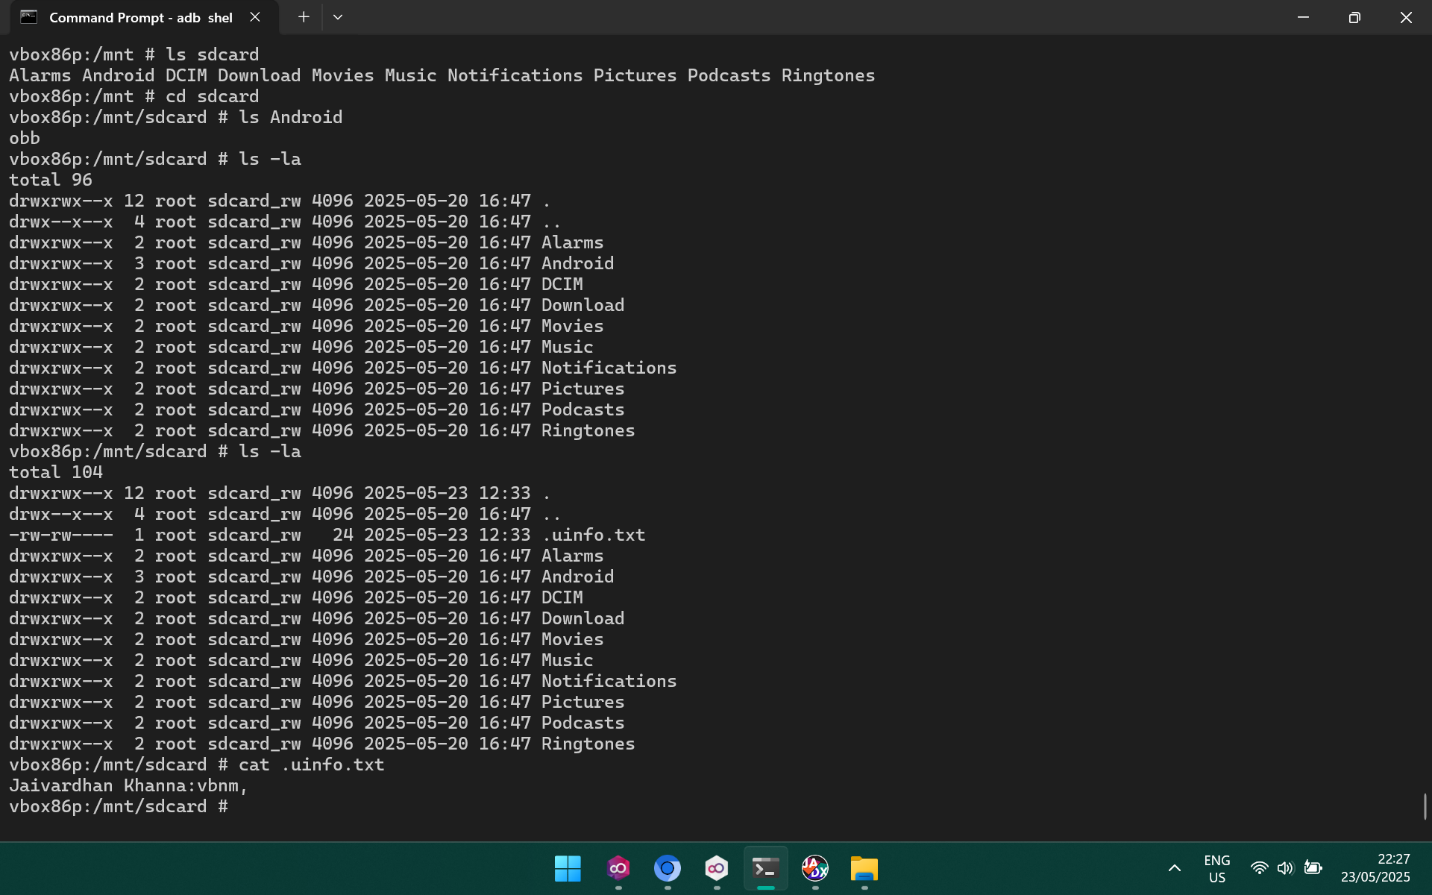 Command Prompt - adb shel
vbox86p:/mnt # ls sdcard
Alarms Android DCIM Download Movies Music Notifications Pictures Podcasts Ringtones
vbox86p:/mnt # cd sdcard
vbox86p:/mnt/sdcard # ls Android
obb
vbox86p:/mnt/sdcard # ls -la
total 96
drwxrwx--x 12 root sdcard_rw 4096 2025-05-20 16:47 .
drwx--x--x  4 root sdcard_rw 4096 2025-05-20 16:47 ..
drwxrwx--x  2 root sdcard_rw 4096 2025-05-20 16:47 Alarms
drwxrwx--x  3 root sdcard_rw 4096 2025-05-20 16:47 Android
drwxrwx--x  2 root sdcard_rw 4096 2025-05-20 16:47 DCIM
drwxrwx--x  2 root sdcard_rw 4096 2025-05-20 16:47 Download
drwxrwx--x  2 root sdcard_rw 4096 2025-05-20 16:47 Movies
drwxrwx--x  2 root sdcard_rw 4096 2025-05-20 16:47 Music
drwxrwx--x  2 root sdcard_rw 4096 2025-05-20 16:47 Notifications
drwxrwx--x  2 root sdcard_rw 4096 2025-05-20 16:47 Pictures
drwxrwx--x  2 root sdcard_rw 4096 2025-05-20 16:47 Podcasts
drwxrwx--x  2 root sdcard_rw 4096 2025-05-20 16:47 Ringtones
vbox86p:/mnt/sdcard # ls -la
total 104
drwxrwx--x 12 root sdcard_rw 4096 2025-05-23 12:33 .
drwx--x--x  4 root sdcard_rw 4096 2025-05-20 16:47 ..
-rw-rw----  1 root sdcard_rw   24 2025-05-23 12:33 .uinfo.txt
drwxrwx--x  2 root sdcard_rw 4096 2025-05-20 16:47 Alarms
drwxrwx--x  3 root sdcard_rw 4096 2025-05-20 16:47 Android
drwxrwx--x  2 root sdcard_rw 4096 2025-05-20 16:47 DCIM
drwxrwx--x  2 root sdcard_rw 4096 2025-05-20 16:47 Download
drwxrwx--x  2 root sdcard_rw 4096 2025-05-20 16:47 Movies
drwxrwx--x  2 root sdcard_rw 4096 2025-05-20 16:47 Music
drwxrwx--x  2 root sdcard_rw 4096 2025-05-20 16:47 Notifications
drwxrwx--x  2 root sdcard_rw 4096 2025-05-20 16:47 Pictures
drwxrwx--x  2 root sdcard_rw 4096 2025-05-20 16:47 Podcasts
drwxrwx--x  2 root sdcard_rw 4096 2025-05-20 16:47 Ringtones
vbox86p:/mnt/sdcard # cat .uinfo.txt
Jaivardhan Khanna:vbnm,
vbox86p:/mnt/sdcard #
JADX
ENG
US
22:27
23/05/2025